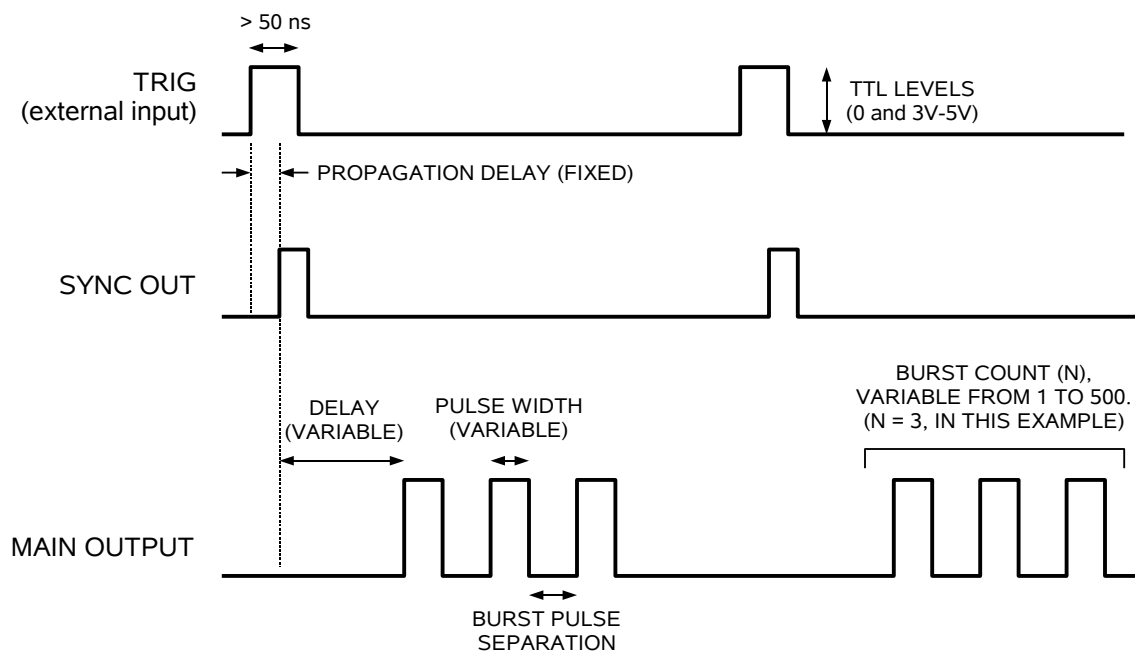 > 50 ns
TRIG
(external input)
TTL LEVELS
(0 and 3V-5V)
PROPAGATION DELAY (FIXED)
SYNC OUT
BURST COUNT (N),
VARIABLE FROM 1 TO 500.
(N = 3, IN THIS EXAMPLE)
DELAY
(VARIABLE)
PULSE WIDTH
(VARIABLE)
MAIN OUTPUT
BURST PULSE
SEPARATION